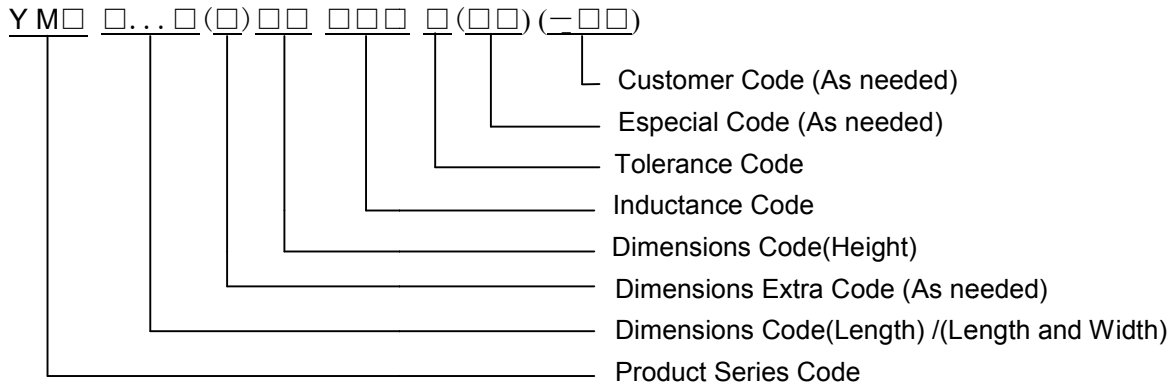 YM□ □...□(□)□□ □□□ □(□□)(－□□)
Customer Code (As needed)
Especial Code (As needed)
Tolerance Code
Inductance Code
Dimensions Code(Height)
Dimensions Extra Code (As needed)
Dimensions Code(Length) /(Length and Width)
Product Series Code